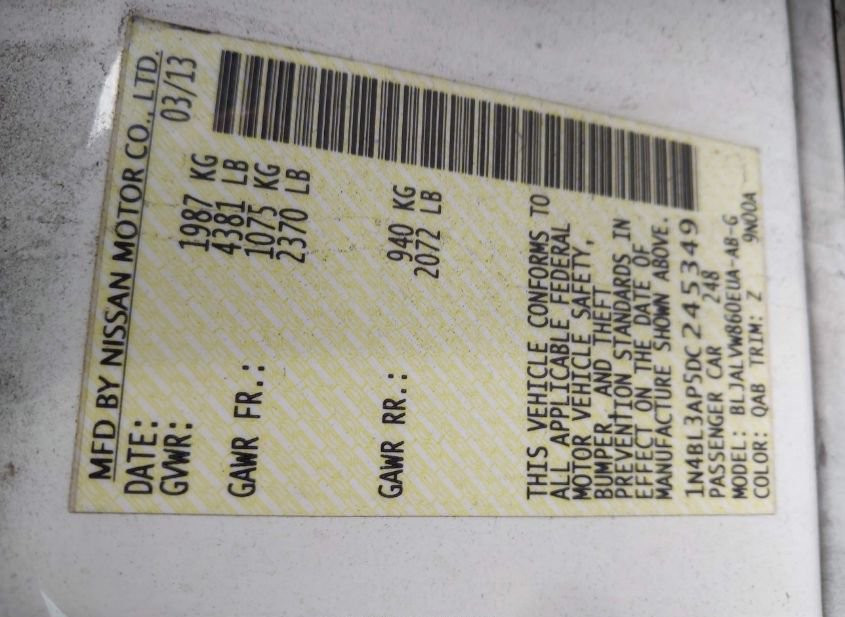 MFD BY NISSAN MOTOR CO., LTD.
DATE: 03/13
GVWR: 1987 KG
4381 LB
GAWR FR.: 1075 KG
2370 LB
GAWR RR.: 940 KG
2072 LB
THIS VEHICLE CONFORMS TO
ALL APPLICABLE FEDERAL
MOTOR VEHICLE SAFETY,
BUMPER, AND THEFT
PREVENTION STANDARDS IN
EFFECT ON THE DATE OF
MANUFACTURE SHOWN ABOVE.
1N4BL3AP5DC245349
PASSENGER CAR 248
MODEL: BLJALVW860EUA-AB-G
COLOR: QAB TRIM: Z 9N00A